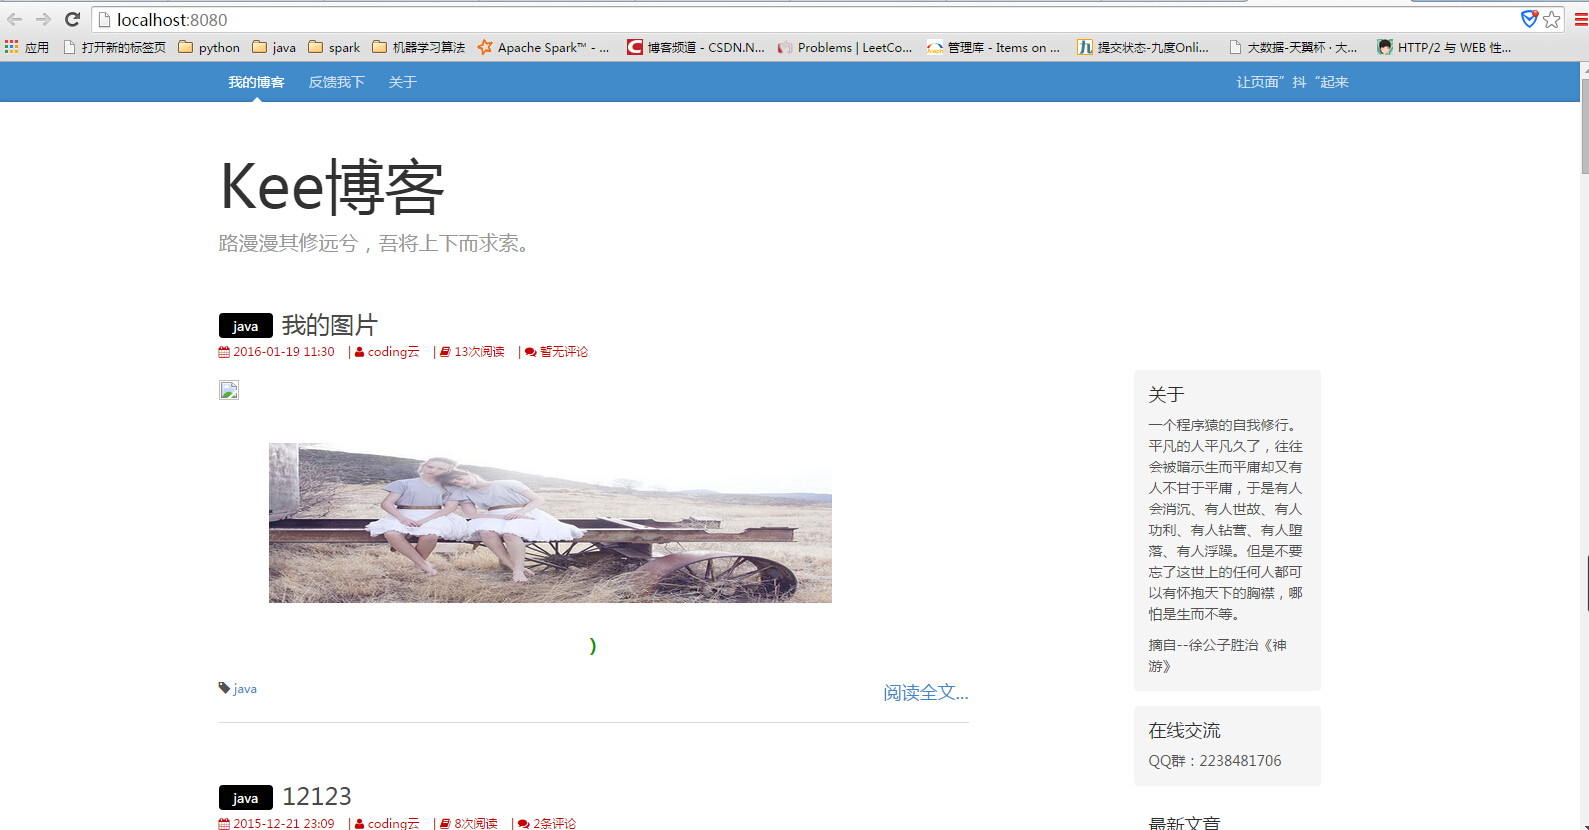 localhost:8080
应用 打开新的标签页 python java spark 机器学习算法 Apache Spark™ - ... 博客频道 - CSDN.N... Problems | LeetCo... 管理库 - Items on ... 提交状态-九度Onli... 大数据-天翼杯 · 大... HTTP/2 与 WEB 性...
我的博客 反馈我下 关于 让页面”抖“起来
Kee博客
路漫漫其修远兮，吾将上下而求索。
java 我的图片
2016-01-19 11:30 | coding云 | 13次阅读 | 暂无评论
)
java 阅读全文...
java 12123
2015-12-21 23:09 | coding云 | 8次阅读 | 2条评论
关于
一个程序猿的自我修行。
平凡的人平凡久了，往往
会被暗示生而平庸却又有
人不甘于平庸，于是有人
会消沉、有人世故、有人
功利、有人钻营、有人堕
落、有人浮躁。但是不要
忘了这世上的任何人都可
以有怀抱天下的胸襟，哪
怕是生而不等。
摘自--徐公子胜治《神
游》
在线交流
QQ群：2238481706
最新文章